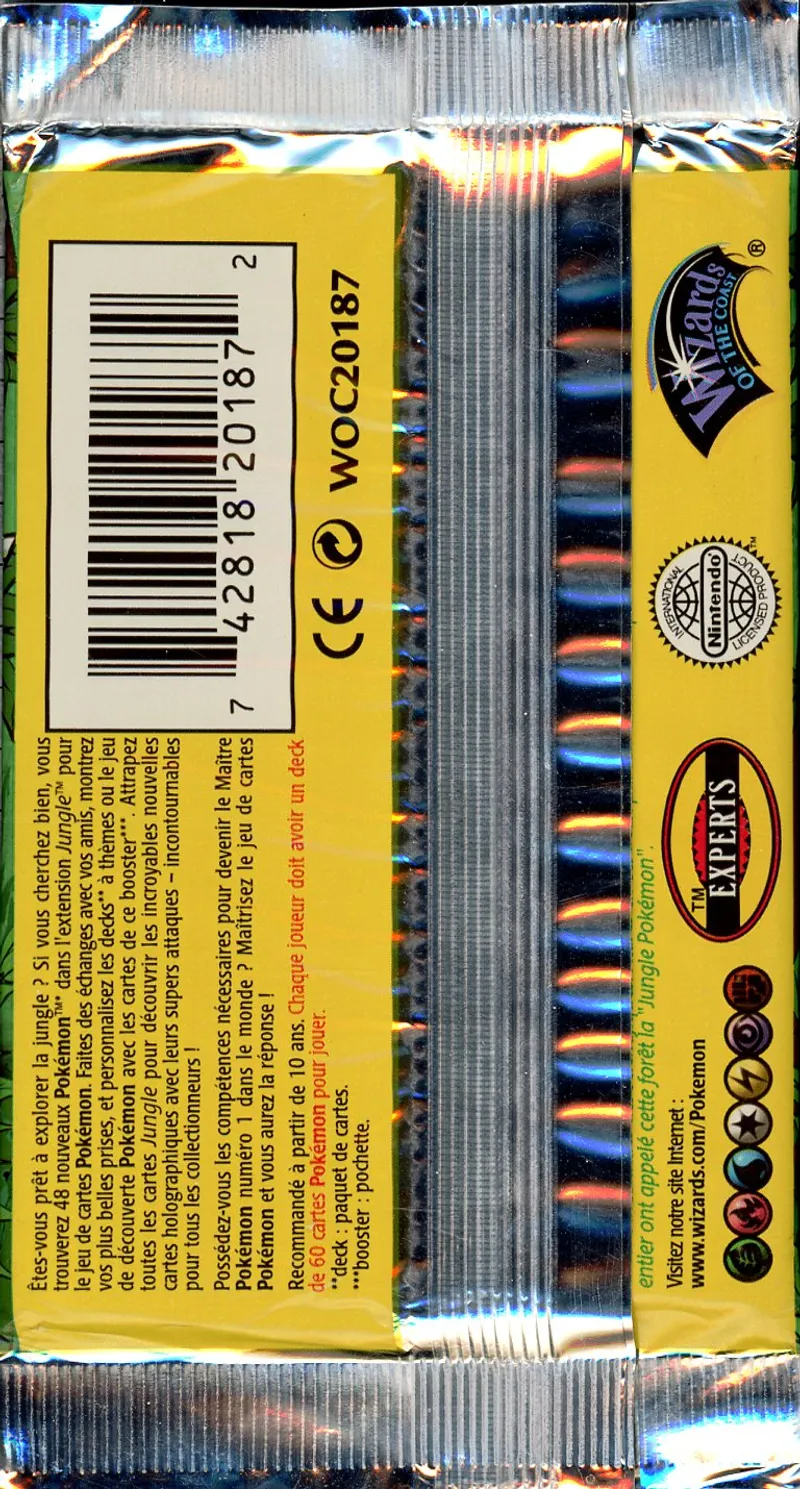 Êtes-vous prêt à explorer la jungle ? Si vous cherchez bien, vous
trouverez 48 nouveaux Pokémon™* dans l'extension Jungle™ pour
le jeu de cartes Pokémon. Faites des échanges avec vos amis, montrez
vos plus belles prises, et personnalisez les decks** à thèmes ou le jeu
de découverte Pokémon avec les cartes de ce booster***. Attrapez
toutes les cartes Jungle pour découvrir les incroyables nouvelles
cartes holographiques avec leurs supers attaques – incontournables
pour tous les collectionneurs !
Possédez-vous les compétences nécessaires pour devenir le Maître
Pokémon numéro 1 dans le monde ? Maîtrisez le jeu de cartes
Pokémon et vous aurez la réponse !
Recommandé à partir de 10 ans. Chaque joueur doit avoir un deck
de 60 cartes Pokémon pour jouer.
**deck : paquet de cartes.
***booster : pochette.
7 42818 20187 2
CE WOC20187
entier ont appelé cette forêt la "Jungle Pokémon".
Visitez notre site Internet :
www.wizards.com/Pokemon
TM
EXPERTS
INTERNATIONAL
Nintendo
LICENSED PRODUCT
TM
Wizards
OF THE COAST
®